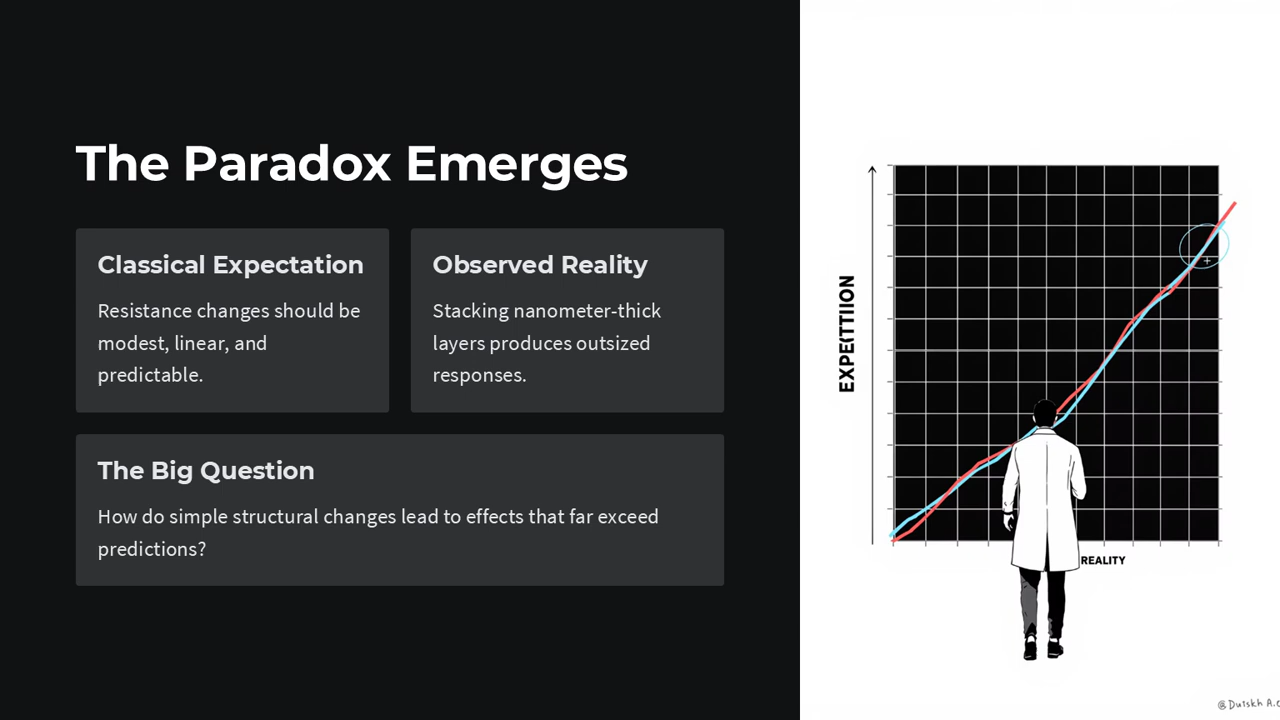 The Paradox Emerges
Classical Expectation
Resistance changes should be
modest, linear, and
predictable.
Observed Reality
Stacking nanometer-thick
layers produces outsized
responses.
The Big Question
How do simple structural changes lead to effects that far exceed
predictions?
REALITY